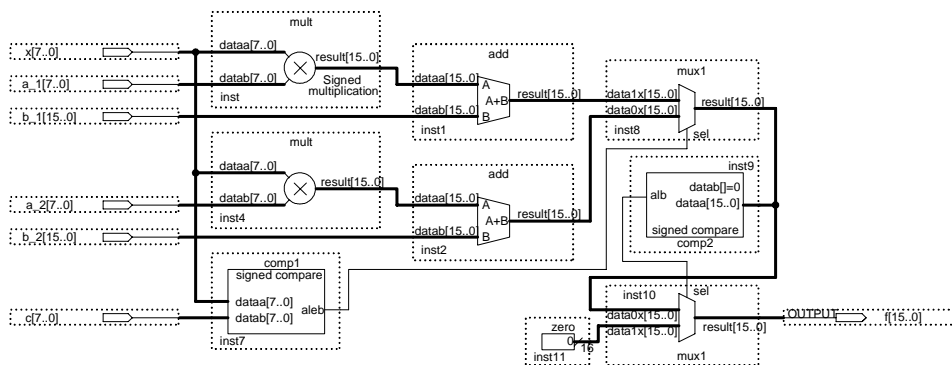 mult
add
mux1
x[7..0]
dataa[7..0]
result[15..0]
a_1[7..0]
datab[7..0]
Signed
multiplication
inst
dataa[15..0]
A
A+B
result[15..0]
b_1[15..0]
datab[15..0]
B
inst1
data1x[15..0]
data0x[15..0]
result[15..0]
inst8
sel
mult
add
dataa[7..0]
result[15..0]
a_2[7..0]
datab[7..0]
inst4
dataa[15..0]
A
A+B
result[15..0]
b_2[15..0]
datab[15..0]
B
inst2
inst9
datab[]=0
alb
dataa[15..0]
signed compare
comp2
comp1
signed compare
dataa[7..0]
aleb
c[7..0]
datab[7..0]
inst7
sel
inst10
data0x[15..0]
data1x[15..0]
result[15..0]
OUTPUT
f[15..0]
zero
0
16
inst11
mux1